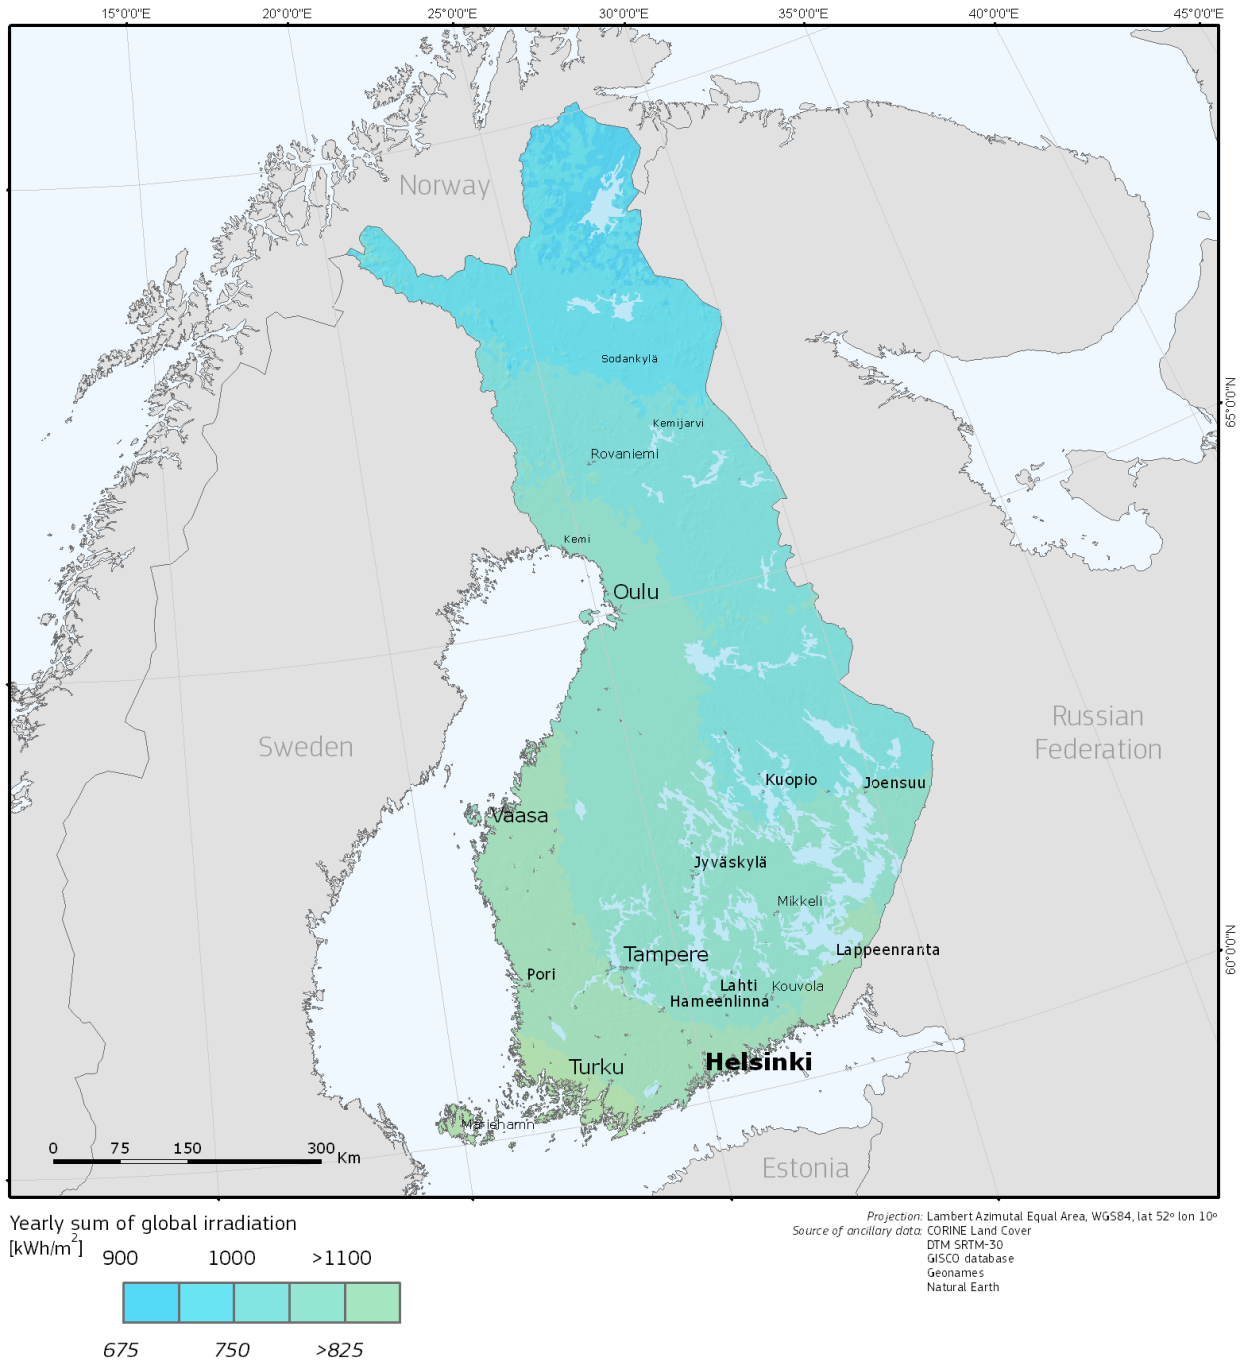 15°0'0"E 20°0'0"E 25°0'0"E 30°0'0"E 35°0'0"E 40°0'0"E 45°0'0"E
Norway
Sodankylä
65°0'0"N
Kemijarvi
Rovaniemi
Kemi
Oulu
Russian
Federation
Sweden
Kuopio
Joensuu
Vaasa
Jyväskylä
Mikkeli
Lappeenranta
60°0'0"N
Tampere
Pori
Lahti
Kouvola
Hameenlinna
Helsinki
Turku
Mariehamn
Estonia
0 75 150 300 Km
Yearly sum of global irradiation
[kWh/m2]
900 1000 >1100
675 750 >825
Projection: Lambert Azimutal Equal Area, WGS84, lat 52º lon 10º
Source of ancillary data: CORINE Land Cover
DTM SRTM-30
GISCO database
Geonames
Natural Earth